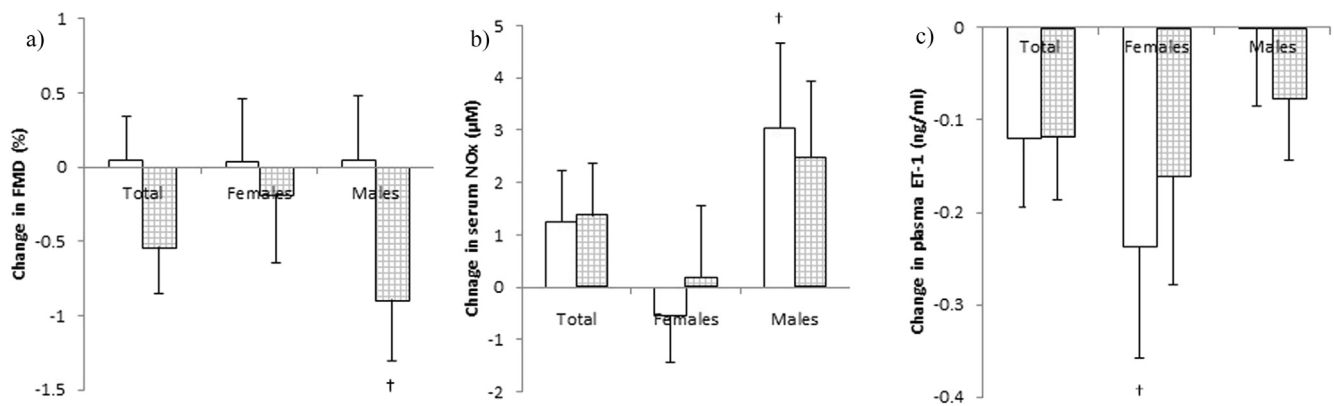 a)
Change in FMD (%)
1
0.5
0
-0.5
-1
-1.5
Total Females Males
†
b)
Chnage in serum NOx (µM)
6
5
4
3
2
1
0
-1
-2
Total Females Males
†
c)
Change in plasma ET-1 (ng/ml)
0
-0.1
-0.2
-0.3
-0.4
Total Females Males
†